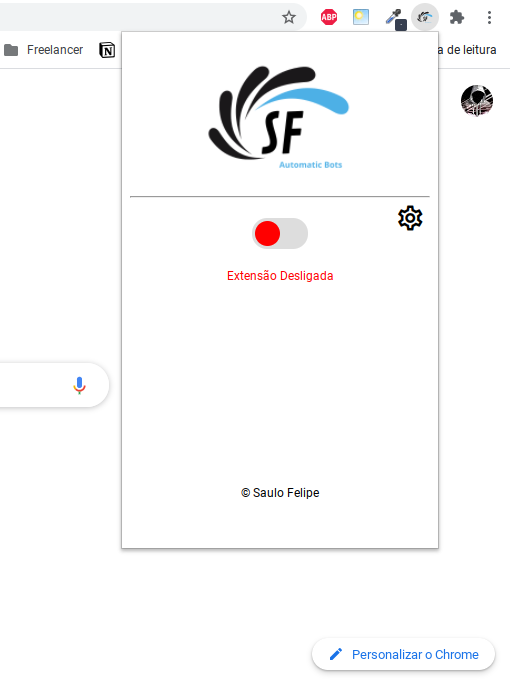 ABP
Freelancer
a de leitura
SF
Automatic Bots
Extensão Desligada
© Saulo Felipe
Personalizar o Chrome